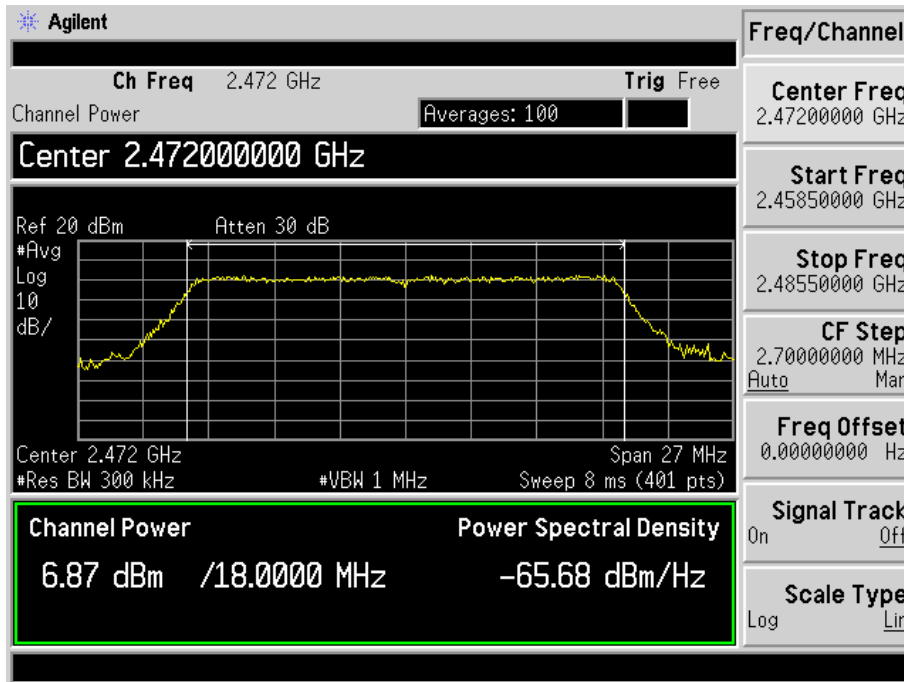 Agilent
Freq/Channel
Ch Freq 2.472 GHz Trig Free
Channel Power Averages: 100
Center 2.472000000 GHz
Ref 20 dBm Atten 30 dB
#Avg
Log
10
dB/
Center 2.472 GHz Span 27 MHz
#Res BW 300 kHz #VBW 1 MHz Sweep 8 ms (401 pts)
Channel Power Power Spectral Density
6.87 dBm /18.0000 MHz -65.68 dBm/Hz
Center Freq
2.47200000 GHz
Start Freq
2.45850000 GHz
Stop Freq
2.48550000 GHz
CF Step
2.70000000 MHz
Auto Man
Freq Offset
0.00000000 Hz
Signal Track
On Off
Scale Type
Log Lin